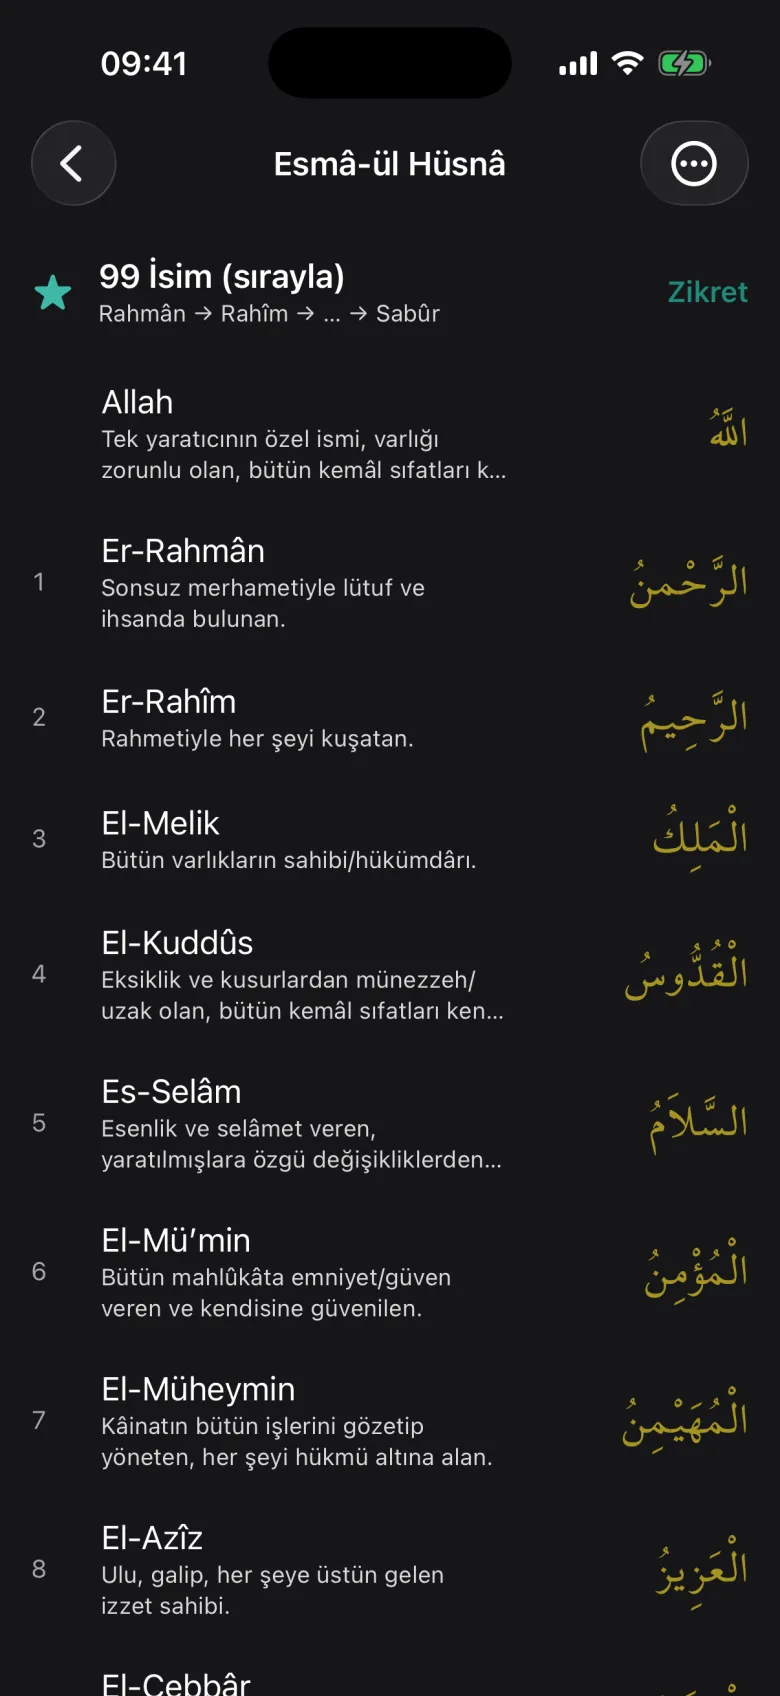 09:41
Esmâ-ül Hüsnâ
99 İsim (sırayla)
Rahmân → Rahîm → ... → Sabûr
Zikret
Allah
Tek yaratıcının özel ismi, varlığı
zorunlu olan, bütün kemâl sıfatları k...
اللَّهُ
1
Er-Rahmân
Sonsuz merhametiyle lütuf ve
ihsanda bulunan.
الرَّحْمنُ
2
Er-Rahîm
Rahmetiyle her şeyi kuşatan.
الرَّحِيمُ
3
El-Melik
Bütün varlıkların sahibi/hükümdârı.
الْمَلِكُ
4
El-Kuddûs
Eksiklik ve kusurlardan münezzeh/
uzak olan, bütün kemâl sıfatları ken...
الْقُدُّوسُ
5
Es-Selâm
Esenlik ve selâmet veren,
yaratılmışlara özgü değişikliklerden...
السَّلاَمُ
6
El-Mü’min
Bütün mahlûkâta emniyet/güven
veren ve kendisine güvenilen.
الْمُؤْمِنُ
7
El-Müheymin
Kâinatın bütün işlerini gözetip
yöneten, her şeyi hükmü altına alan.
الْمُهَيْمِنُ
8
El-Azîz
Ulu, galip, her şeye üstün gelen
izzet sahibi.
الْعَزِيزُ
El-Cebbâr